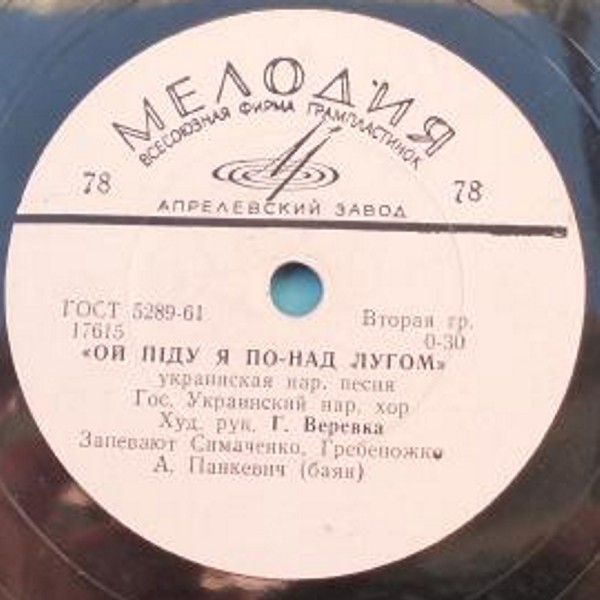 МЕЛОДИЯ
ВСЕСОЮЗНАЯ ФИРМА ГРАМПЛАСТИНОК
78 78
АПРЕЛЕВСКИЙ ЗАВОД
ГОСТ 5289-61 Вторая гр.
17615 0-30
«ОЙ ПІДУ Я ПО-НАД ЛУГОМ»
украинская нар. песня
Гос. Украинский нар. хор
Худ. рук. Г. Веревка
Запевают Симаченко, Гребеножко
А. Панкевич (баян)